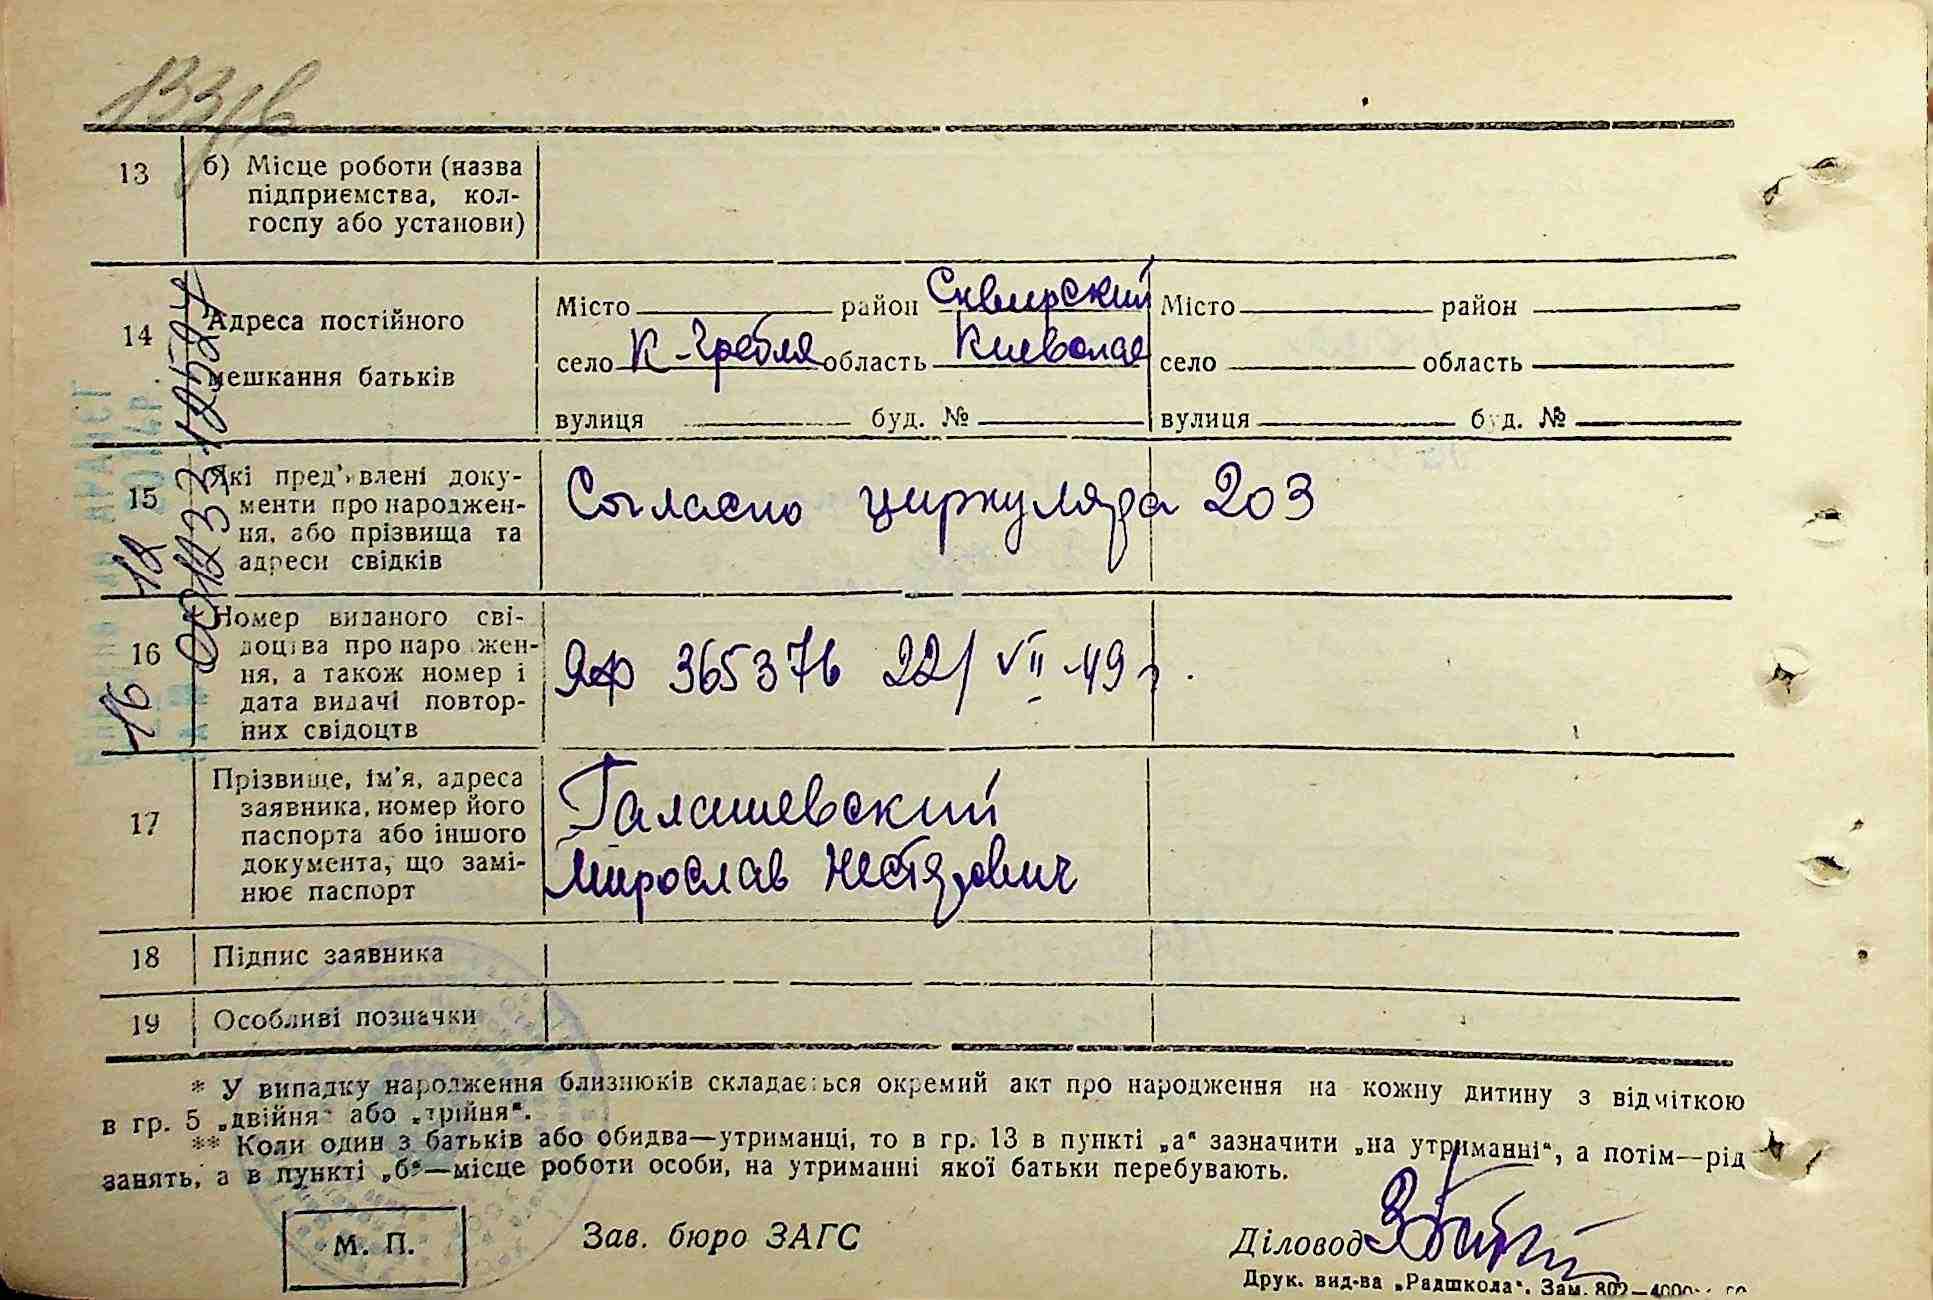 13 б) Місце роботи (назва
підприємства, кол-
госпу або установи)
14 Адреса постійного
мешкання батьків
Місто район Сквирский
село К-Гребля область Киевская
вулиця буд. №
Місто район
село область
вулиця буд. №
15 Які пред'явлені доку-
менти про народжен-
ня, або прізвища та
адреси свідків
Согласно циркуляра 203
16 Номер виданого сві-
доцтва про народжен-
ня, а також номер і
дата видачі повтор-
них свідоцтв
ЯФ 365376 22/VII-49 г.
17 Прізвище, ім'я, адреса
заявника, номер його
паспорта або іншого
документа, що замі-
нює паспорт
Галашевский
Мирослав
18 Підпис заявника
19 Особливі позначки
* У випадку народження близнюків складається окремий акт про народження на кожну дитину з відміткою
в гр. 5 „двійня“ або „трійня“.
** Коли один з батьків або обидва—утриманці, то в гр. 13 в пункті „а“ зазначити „на утриманні“, а потім—рід
занять, а в пункті „б“—місце роботи особи, на утриманні якої батьки перебувають.
М. П.
Зав. бюро ЗАГС
Діловод
Друк. вид-ва „Радшкола“. Зам. 802—4000